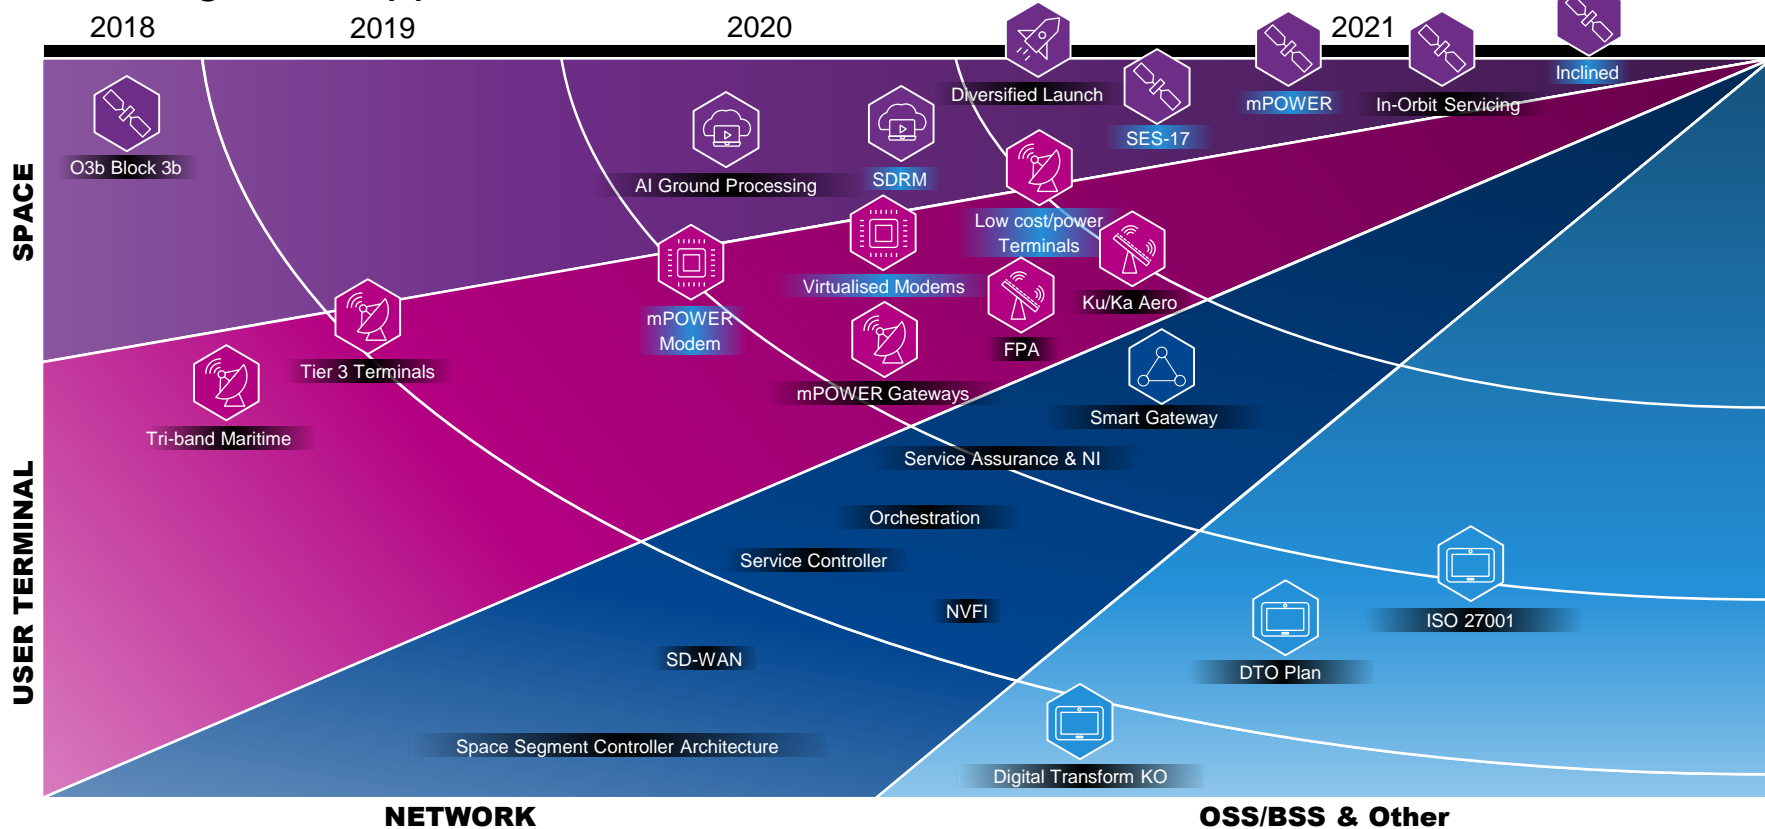 2018
2019
2020
2021
Diversified Launch
SES-17
mPOWER
In-Orbit Servicing
Inclined
O3b Block 3b
AI Ground Processing
SDRM
SPACE
Low cost/power
Terminals
Virtualised Modems
Ku/Ka Aero
mPOWER
Modem
FPA
Tier 3 Terminals
mPOWER Gateways
Tri-band Maritime
Smart Gateway
Service Assurance & NI
Orchestration
Service Controller
NVFI
SD-WAN
USER TERMINAL
ISO 27001
DTO Plan
Space Segment Controller Architecture
Digital Transform KO
NETWORK
OSS/BSS & Other